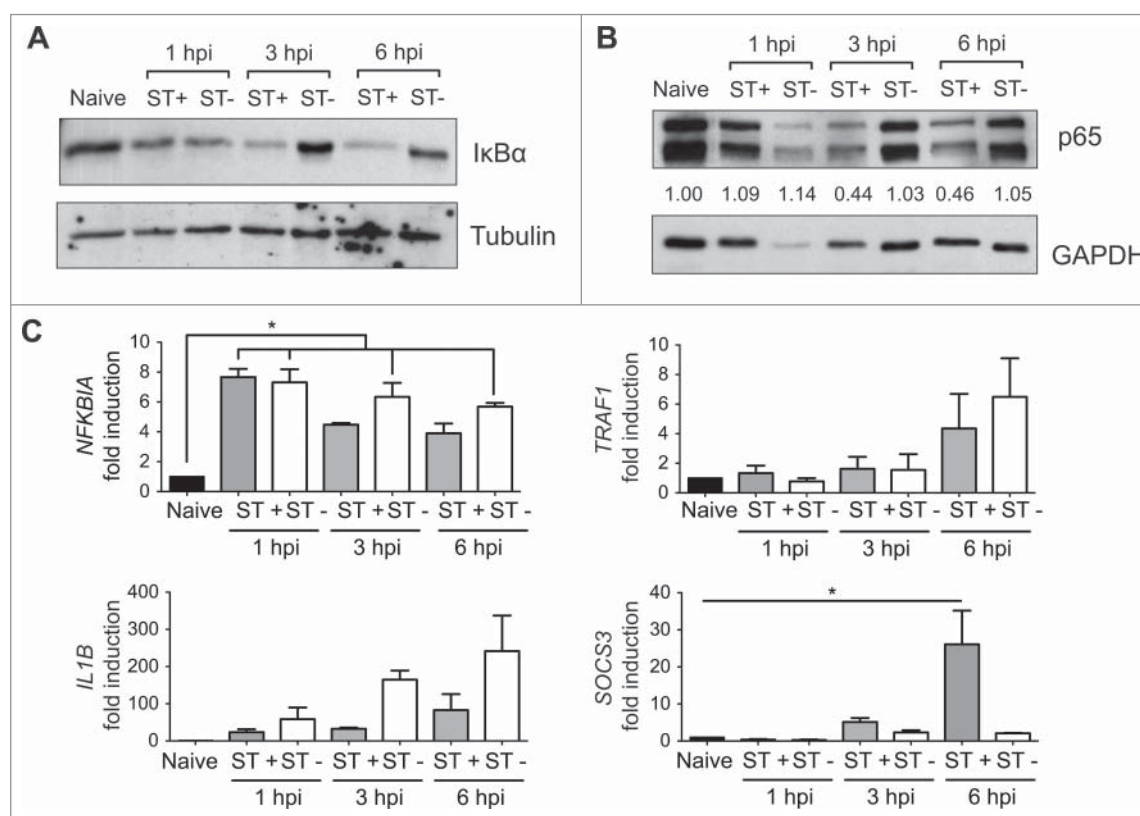 A
1 hpi 3 hpi 6 hpi
Naive ST+ ST- ST+ ST- ST+ ST-
IκBα
Tubulin
B
1 hpi 3 hpi 6 hpi
Naive ST+ ST- ST+ ST- ST+ ST-
p65
1.00 1.09 1.14 0.44 1.03 0.46 1.05
GAPDH
C
NFKBIA
fold induction
10
8
6
4
2
0
*
Naive ST + ST - ST + ST - ST + ST -
1 hpi 3 hpi 6 hpi
TRAF1
fold induction
10
8
6
4
2
0
Naive ST + ST - ST + ST - ST + ST -
1 hpi 3 hpi 6 hpi
IL1B
fold induction
400
300
200
100
0
Naive ST + ST - ST + ST - ST + ST -
1 hpi 3 hpi 6 hpi
SOCS3
fold induction
40
30
20
10
0
*
Naive ST + ST - ST + ST - ST + ST -
1 hpi 3 hpi 6 hpi